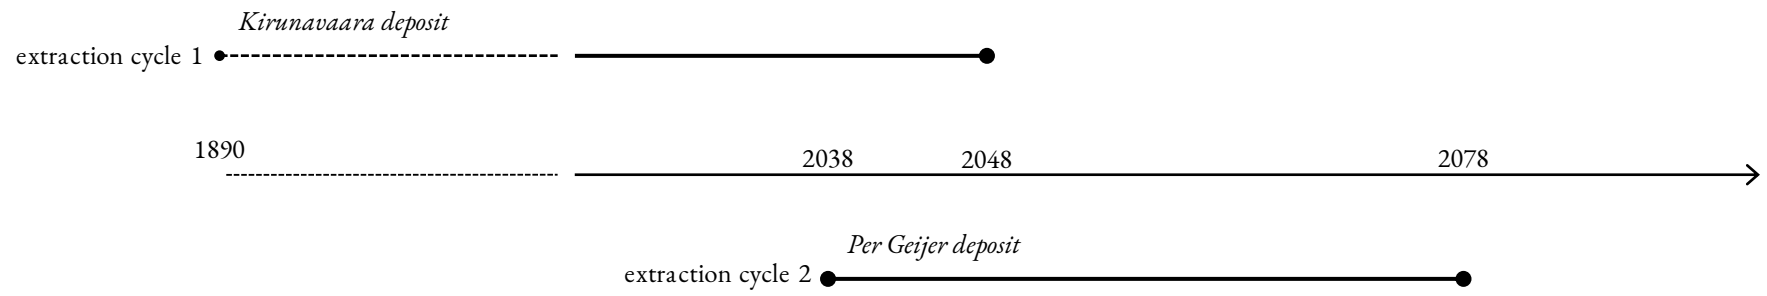 Kirunavaara deposit
extraction cycle 1
1890
2038
2048
2078
Per Geijer deposit
extraction cycle 2